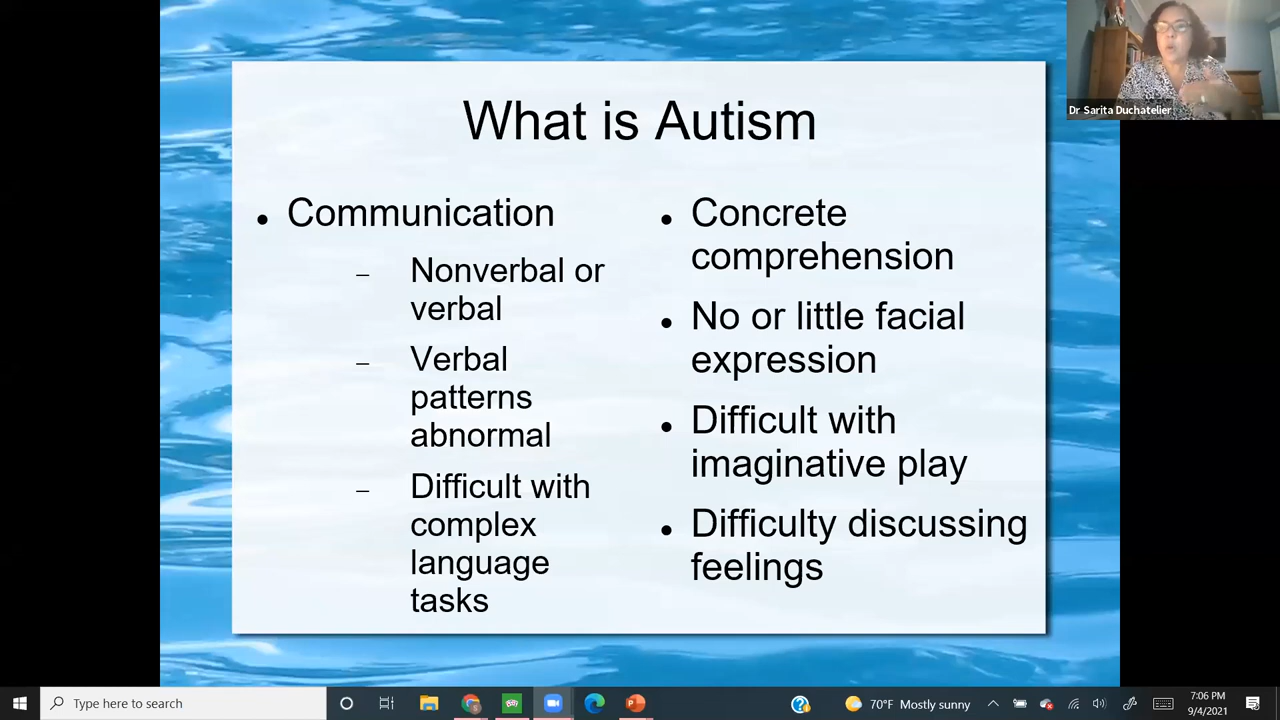 What is Autism
Communication
Nonverbal or
verbal
Verbal
patterns
abnormal
Difficult with
complex
language
tasks
Concrete
comprehension
No or little facial
expression
Difficult with
imaginative play
Difficulty discussing
feelings
Dr Sarita Duchatelier
Type here to search
70°F Mostly sunny
7:06 PM
9/4/2021